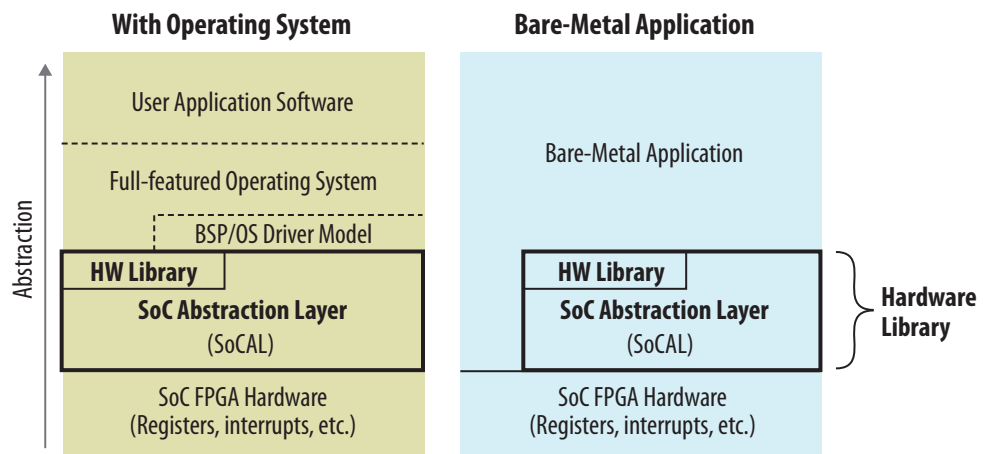 With Operating System
Bare-Metal Application
Abstraction
User Application Software
Full-featured Operating System
BSP/OS Driver Model
HW Library
SoC Abstraction Layer
(SoCAL)
SoC FPGA Hardware
(Registers, interrupts, etc.)
Bare-Metal Application
HW Library
SoC Abstraction Layer
(SoCAL)
SoC FPGA Hardware
(Registers, interrupts, etc.)
Hardware
Library